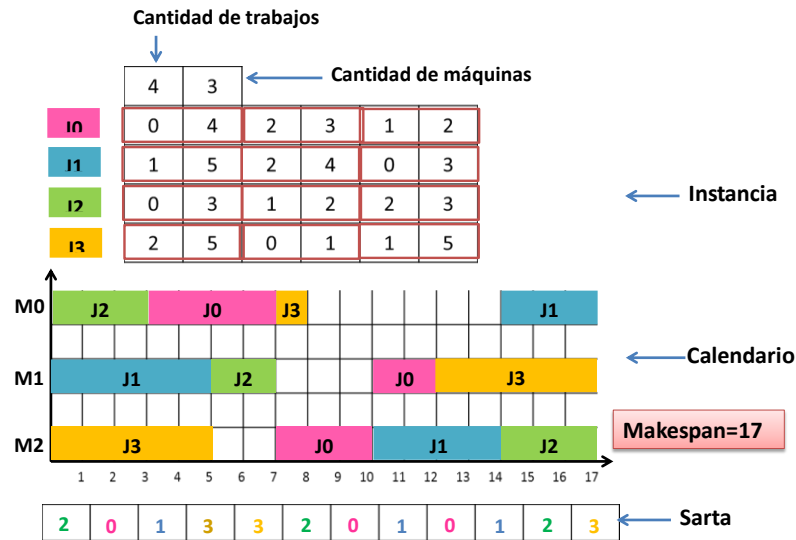 Cantidad de trabajos
4 3 Cantidad de máquinas
J0 0 4 2 3 1 2
J1 1 5 2 4 0 3
J2 0 3 1 2 2 3
J3 2 5 0 1 1 5
Instancia
M0 J2 J0 J3 J1
M1 J1 J2 J0 J3
Calendario
M2 J3 J0 J1 J2
Makespan=17
1 2 3 4 5 6 7 8 9 10 11 12 13 14 15 16 17
2 0 1 3 3 2 0 1 0 1 2 3
Sarta